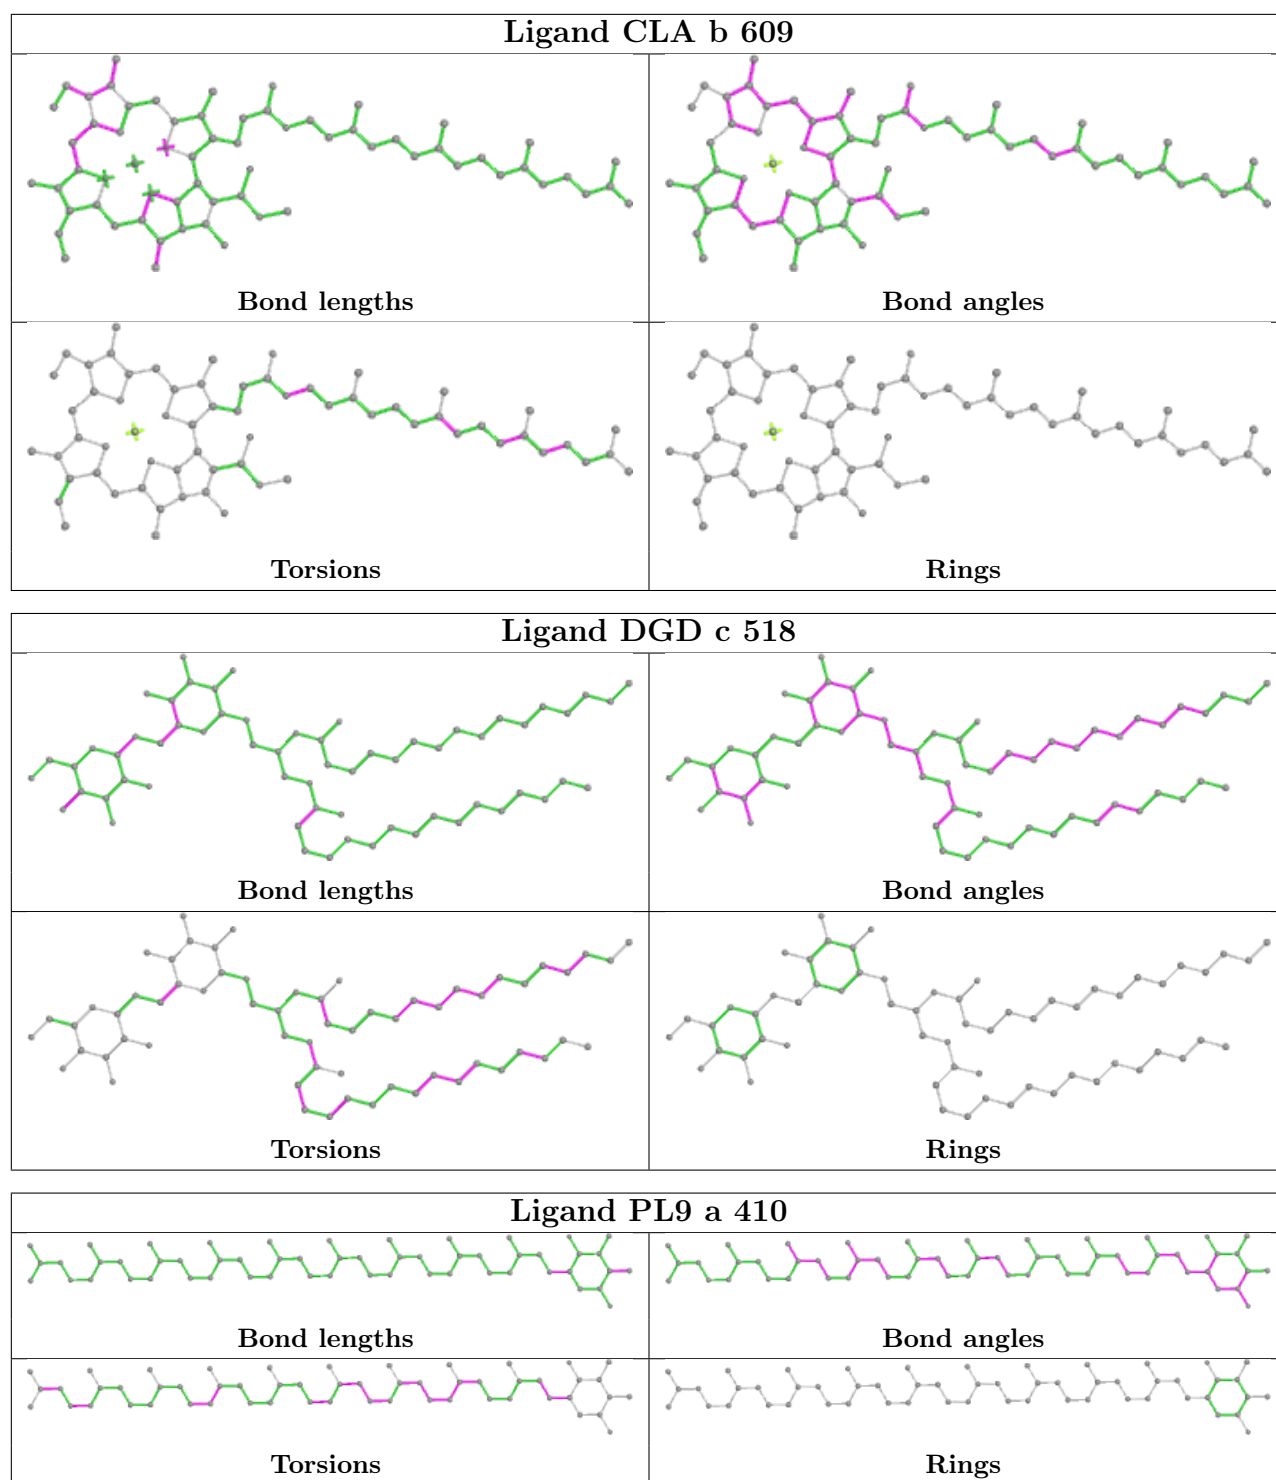 Ligand CLA b 609
Bond lengths
Bond angles
Torsions
Rings
Ligand DGD c 518
Bond lengths
Bond angles
Torsions
Rings
Ligand PL9 a 410
Bond lengths
Bond angles
Torsions
Rings